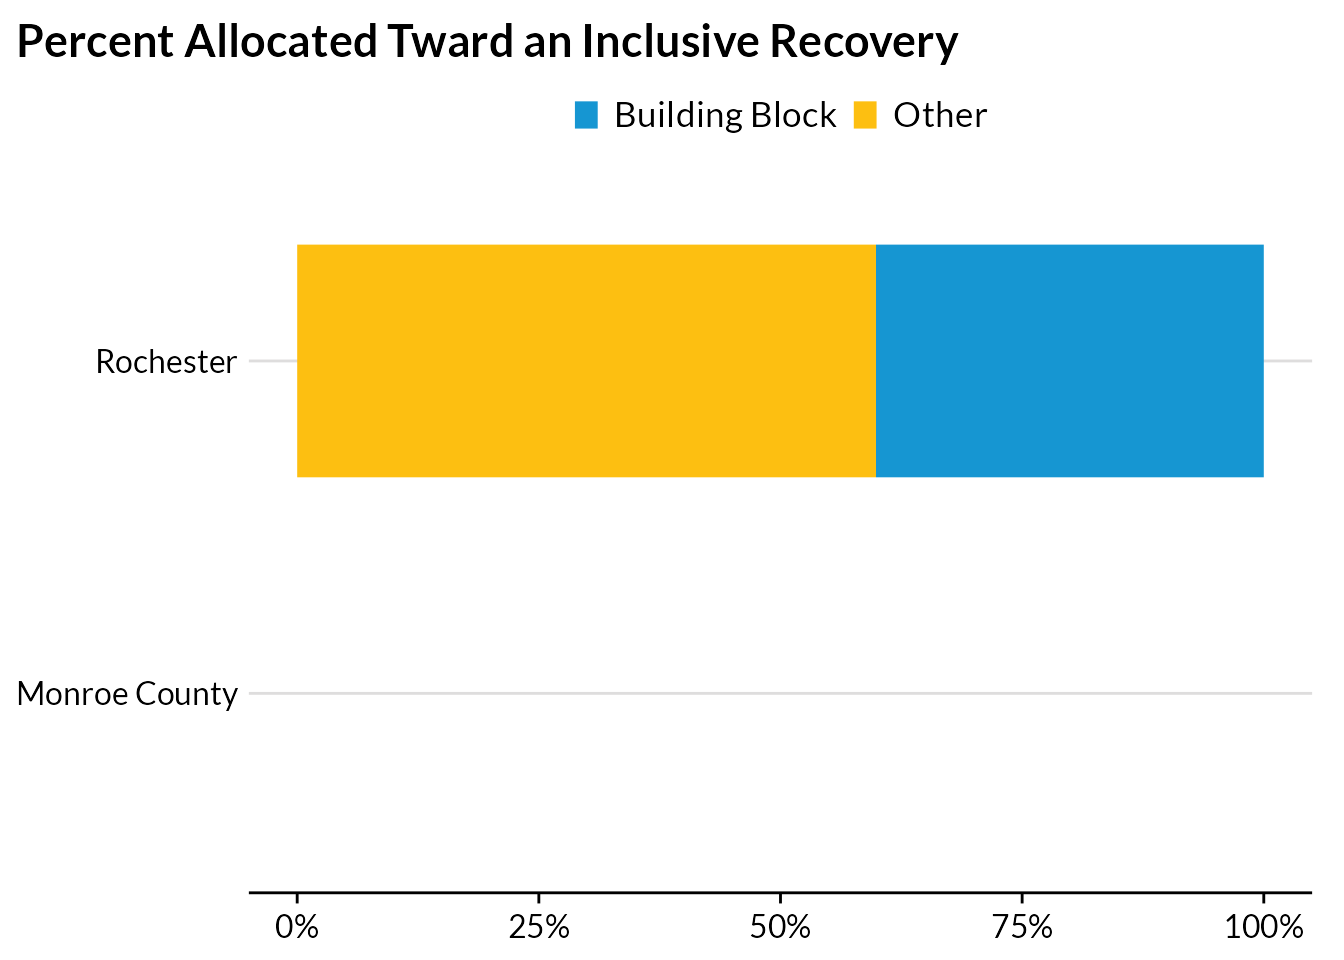 Percent Allocated Tward an Inclusive Recovery
Building Block Other
Rochester
Monroe County
0% 25% 50% 75% 100%